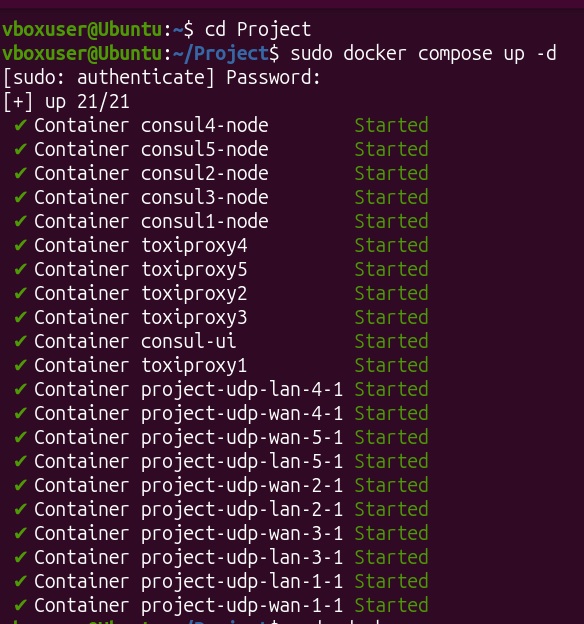 vboxuser@Ubuntu:~$ cd Project
vboxuser@Ubuntu:~/Project$ sudo docker compose up -d
[sudo: authenticate] Password:
[+] up 21/21
✔ Container consul4-node Started
✔ Container consul5-node Started
✔ Container consul2-node Started
✔ Container consul3-node Started
✔ Container consul1-node Started
✔ Container toxiproxy4 Started
✔ Container toxiproxy5 Started
✔ Container toxiproxy2 Started
✔ Container toxiproxy3 Started
✔ Container consul-ui Started
✔ Container toxiproxy1 Started
✔ Container project-udp-lan-4-1 Started
✔ Container project-udp-wan-4-1 Started
✔ Container project-udp-wan-5-1 Started
✔ Container project-udp-lan-5-1 Started
✔ Container project-udp-wan-2-1 Started
✔ Container project-udp-lan-2-1 Started
✔ Container project-udp-wan-3-1 Started
✔ Container project-udp-lan-3-1 Started
✔ Container project-udp-lan-1-1 Started
✔ Container project-udp-wan-1-1 Started